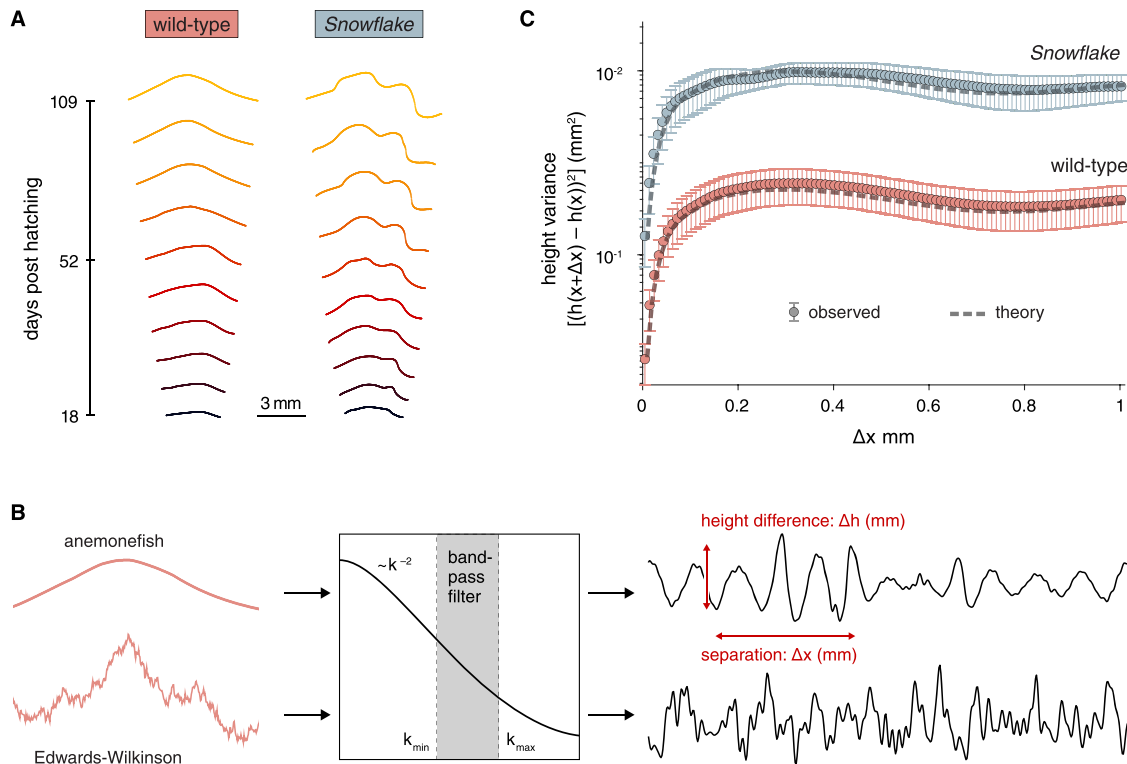 A
wild-type
Snowflake
109
52
18
days post hatching
3 mm
C
Snowflake
wild-type
10⁻²
10⁻¹
height variance
[(h(x+Δx) − h(x))²] (mm²)
observed
theory
0
0.2
0.4
0.6
0.8
1
Δx mm
B
anemonefish
Edwards-Wilkinson
~k⁻²
band-
pass
filter
k_min
k_max
height difference: Δh (mm)
separation: Δx (mm)